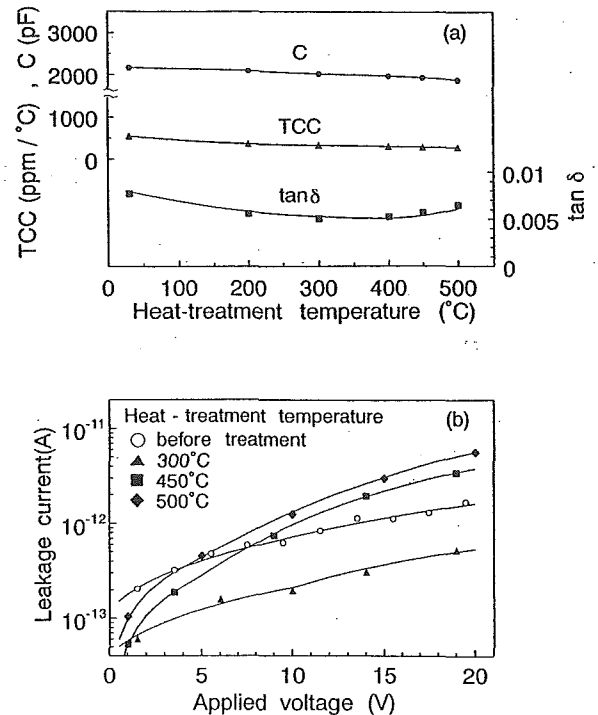 (a)
TCC (ppm / °C) , C (pF)
3000
2000
1000
0
C
TCC
tan δ
0.01
0.005
0
tan δ
0 100 200 300 400 500
Heat-treatment temperature (°C)
(b)
Heat - treatment temperature
before treatment
300°C
450°C
500°C
Leakage current(A)
10-11
10-12
10-13
0 5 10 15 20
Applied voltage (V)